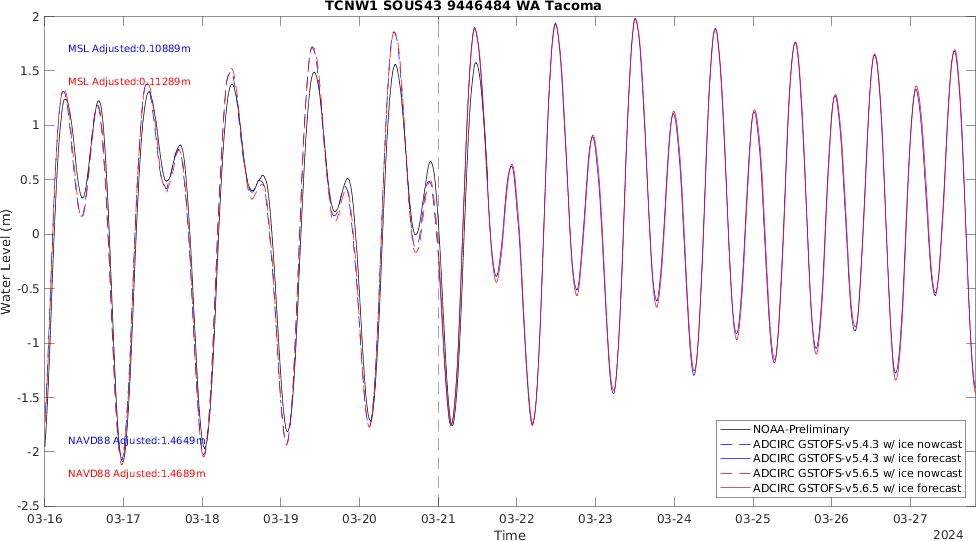 TCNW1 SOUS43 9446484 WA Tacoma
2
1.5
1
0.5
0
-0.5
-1
-1.5
-2
-2.5
Water Level (m)
MSL Adjusted:0.10889m
MSL Adjusted:0.11289m
NAVD88 Adjusted:1.4649m
NAVD88 Adjusted:1.4689m
NOAA-Preliminary
ADCIRC GSTOFS-v5.4.3 w/ ice nowcast
ADCIRC GSTOFS-v5.4.3 w/ ice forecast
ADCIRC GSTOFS-v5.6.5 w/ ice nowcast
ADCIRC GSTOFS-v5.6.5 w/ ice forecast
03-16 03-17 03-18 03-19 03-20 03-21 03-22 03-23 03-24 03-25 03-26 03-27
Time
2024